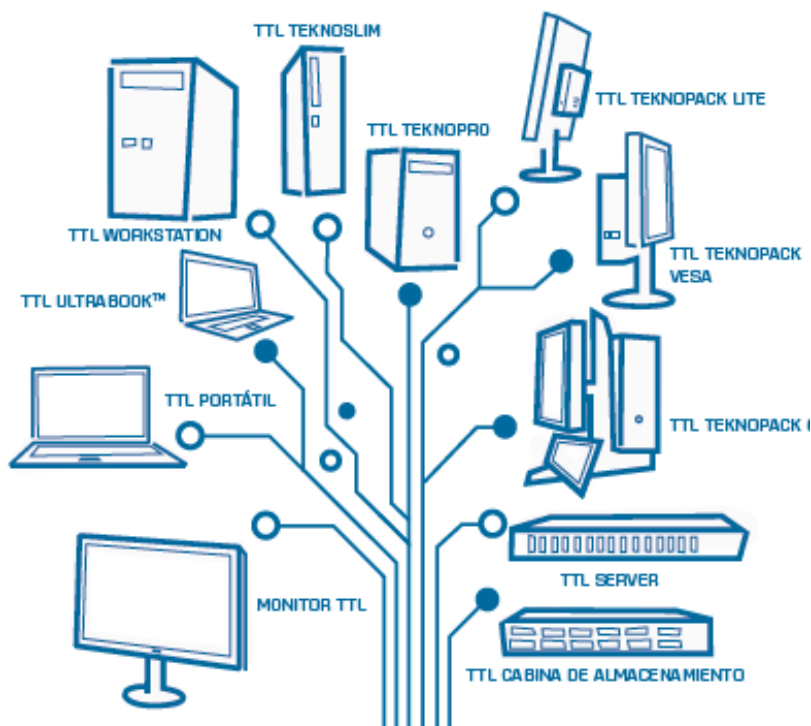 TTL TEKNOSLIM
TTL TEKNOPACK LITE
TTL TEKNOPRO
TTL WORKSTATION
TTL TEKNOPACK
VESA
TTL ULTRABOOK™
TTL PORTÁTIL
TTL TEKNOPACK
TTL SERVER
MONITOR TTL
TTL CABINA DE ALMACENAMIENTO